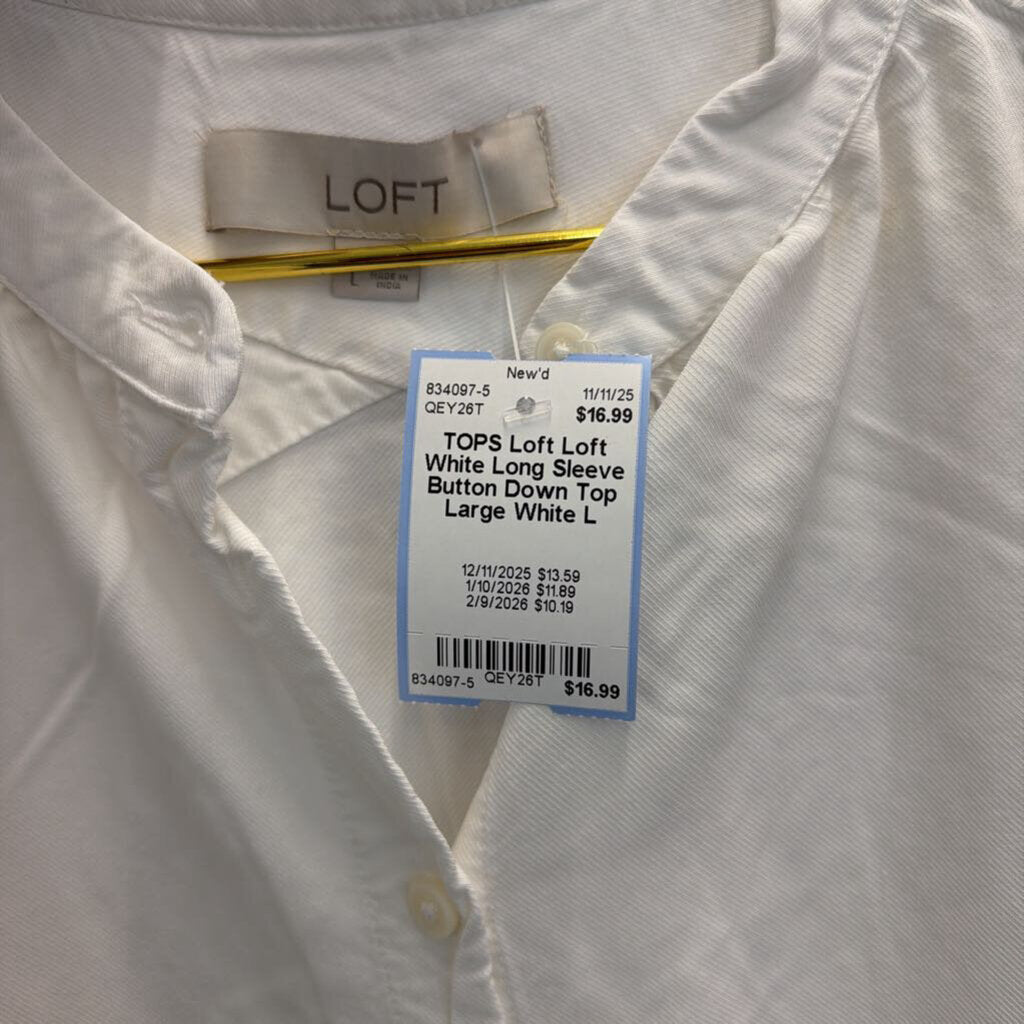 LOFT
L
MADE IN
INDIA
New'd
834097-5
11/11/25
QEY26T
$16.99
TOPS Loft Loft
White Long Sleeve
Button Down Top
Large White L
12/11/2025 $13.59
1/10/2026 $11.89
2/9/2026 $10.19
834097-5 QEY26T $16.99